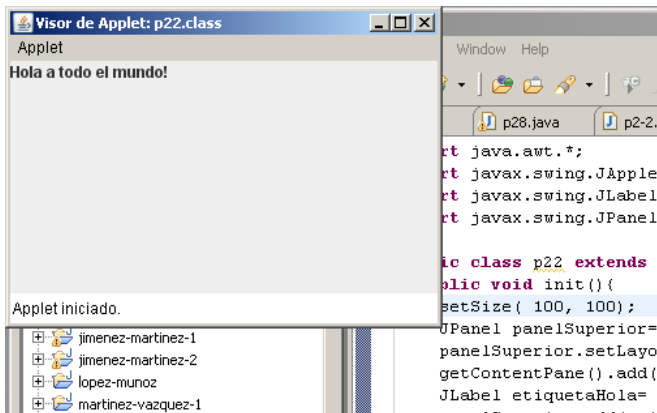 Visor de Applet: p22.class
Applet
Hola a todo el mundo!
Applet iniciado.
Window Help
p28.java p2-2.
rt java.awt.*;
rt javax.swing.JApple
rt javax.swing.JLabel
rt javax.swing.JPanel
ic class p22 extends
blic void init(){
setSize( 100, 100);
JPanel panelSuperior=
panelSuperior.setLayo
getContentPane().add(
JLabel etiquetaHola=
jimenez-martinez-1
jimenez-martinez-2
lopez-munoz
martinez-vazquez-1